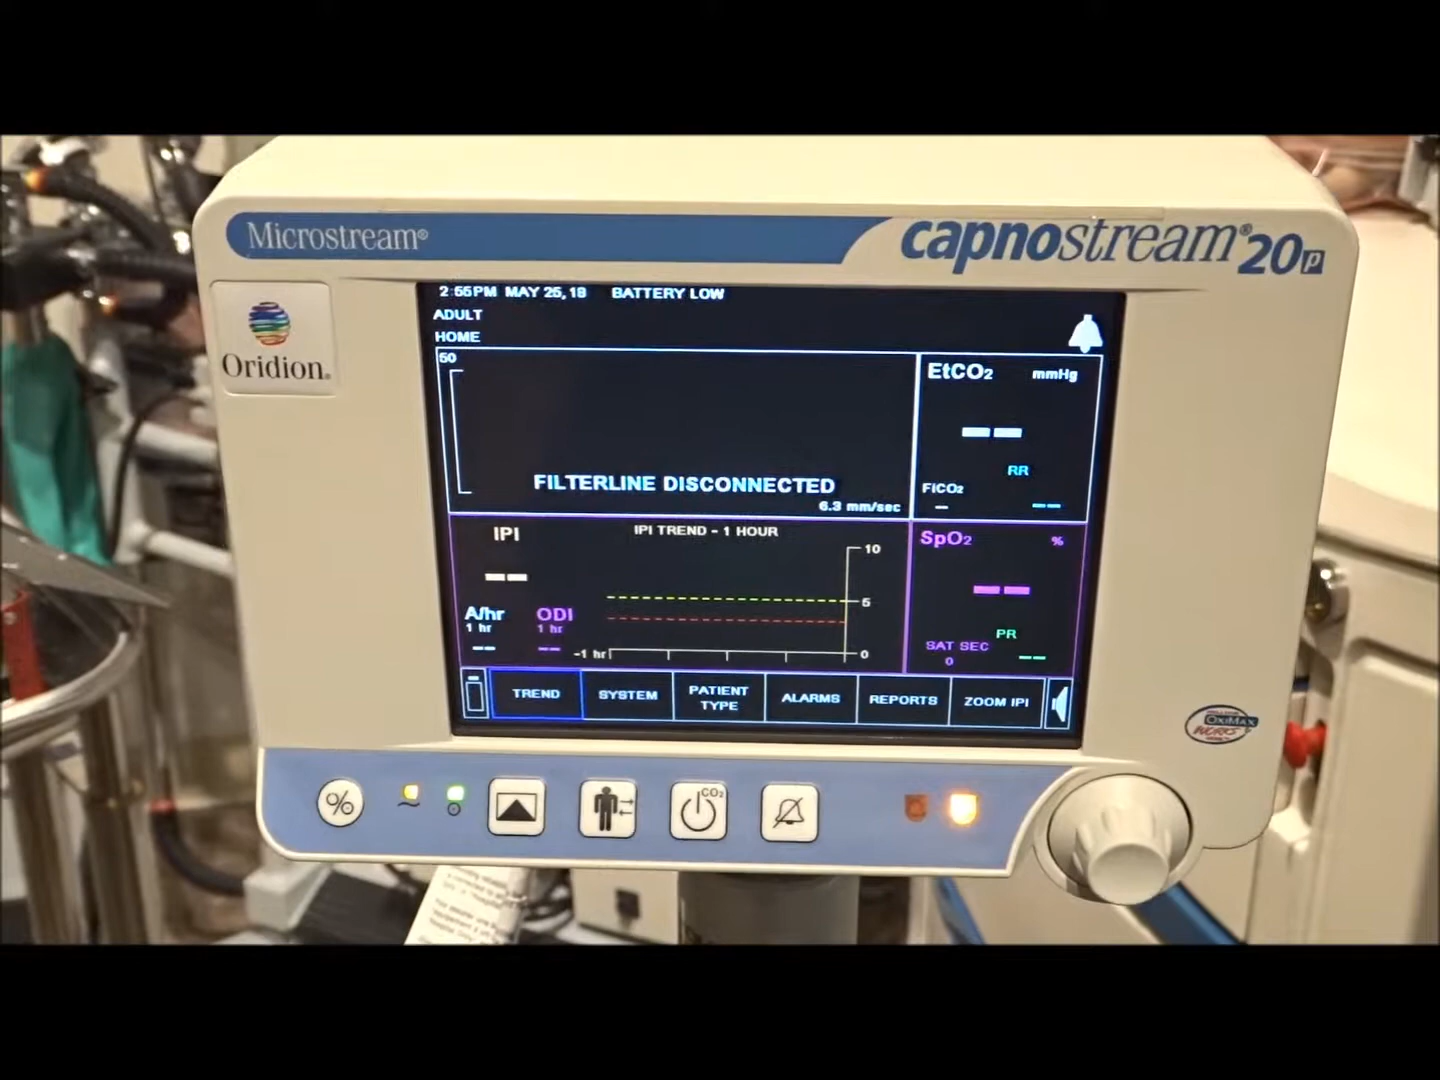 Microstream®
capnostream®20p
Oridion®
2:55PM MAY 25,18 BATTERY LOW
ADULT
HOME
50
FILTERLINE DISCONNECTED
6.3 mm/sec
EtCO₂ mmHg
-- --
RR
FiCO₂
-- --
IPI
IPI TREND - 1 HOUR
10
5
0
-1 hr
--
A/hr ODI
1 hr 1 hr
-- --
SpO₂ %
--
PR
SAT SEC
0 --
TREND
SYSTEM
PATIENT
TYPE
ALARMS
REPORTS
ZOOM IPI
OXIMAX
WORKS
%
CO₂